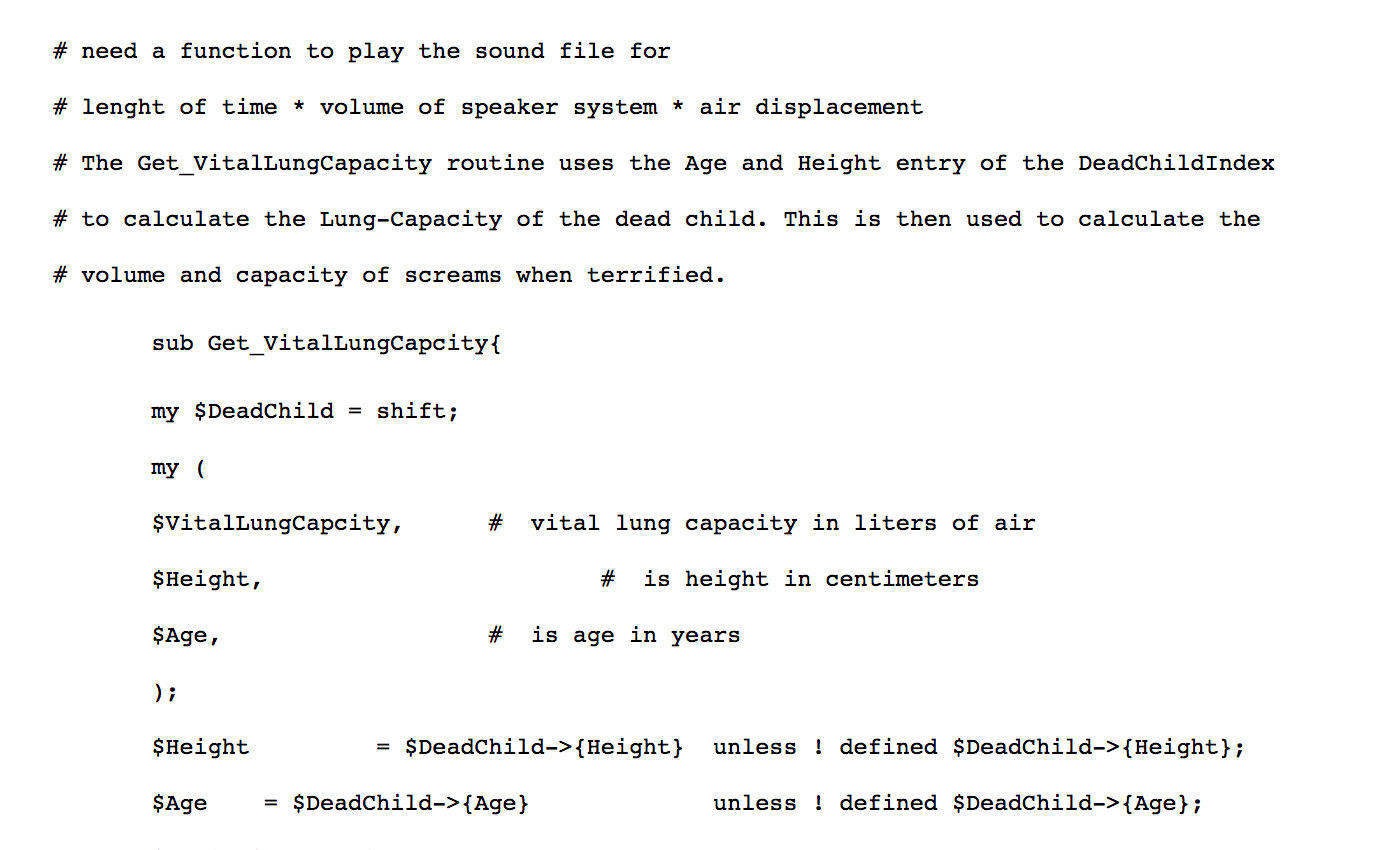 # need a function to play the sound file for
# lenght of time * volume of speaker system * air displacement
# The Get_VitalLungCapacity routine uses the Age and Height entry of the DeadChildIndex
# to calculate the Lung-Capacity of the dead child. This is then used to calculate the
# volume and capacity of screams when terrified.
sub Get_VitalLungCapcity{
my $DeadChild = shift;
my (
$VitalLungCapcity,      #  vital lung capacity in liters of air
$Height,                        #  is height in centimeters
$Age,                   #  is age in years
);
$Height         = $DeadChild->{Height}  unless ! defined $DeadChild->{Height};
$Age    = $DeadChild->{Age}             unless ! defined $DeadChild->{Age};